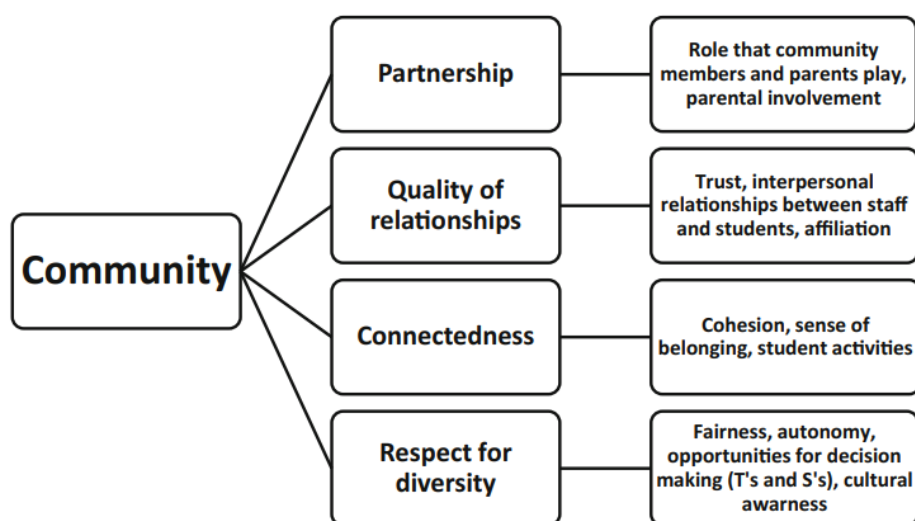 Partnership
Role that community
members and parents play,
parental involvement
Quality of
relationships
Trust, interpersonal
relationships between staff
and students, affiliation
Community
Connectedness
Cohesion, sense of
belonging, student activities
Respect for
diversity
Fairness, autonomy,
opportunities for decision
making (T's and S's), cultural
awarness